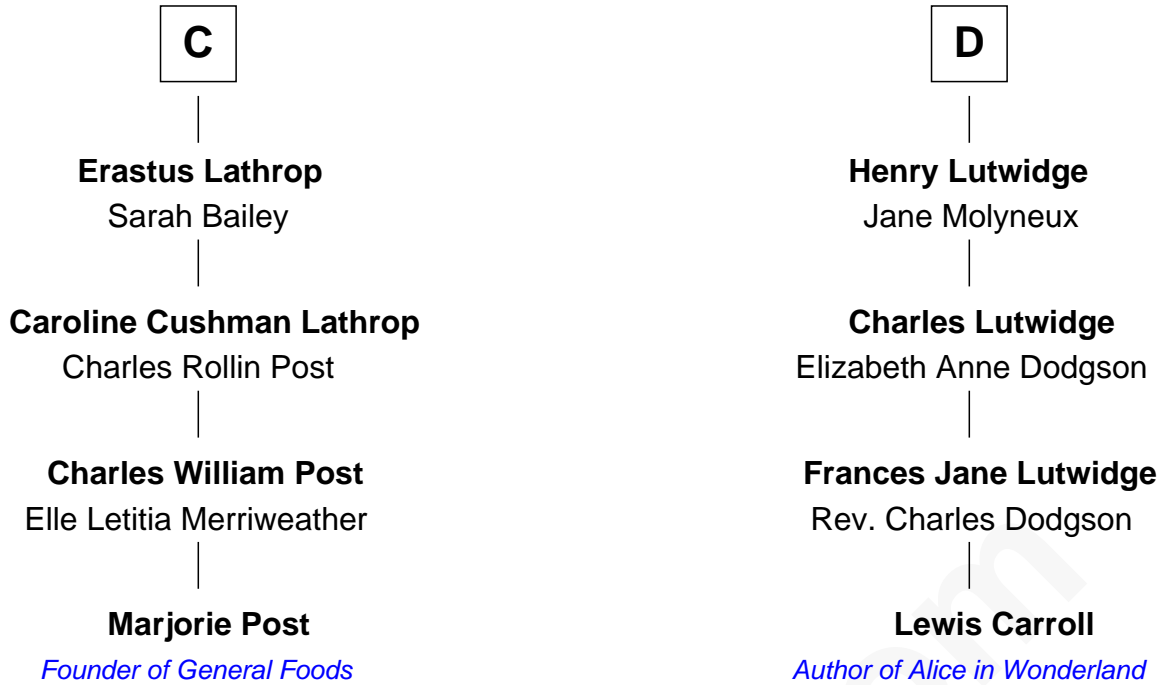 C
Erastus Lathrop
Sarah Bailey
Caroline Cushman Lathrop
Charles Rollin Post
Charles William Post
Elle Letitia Merriweather
Marjorie Post
Founder of General Foods
D
Henry Lutwidge
Jane Molyneux
Charles Lutwidge
Elizabeth Anne Dodgson
Frances Jane Lutwidge
Rev. Charles Dodgson
Lewis Carroll
Author of Alice in Wonderland